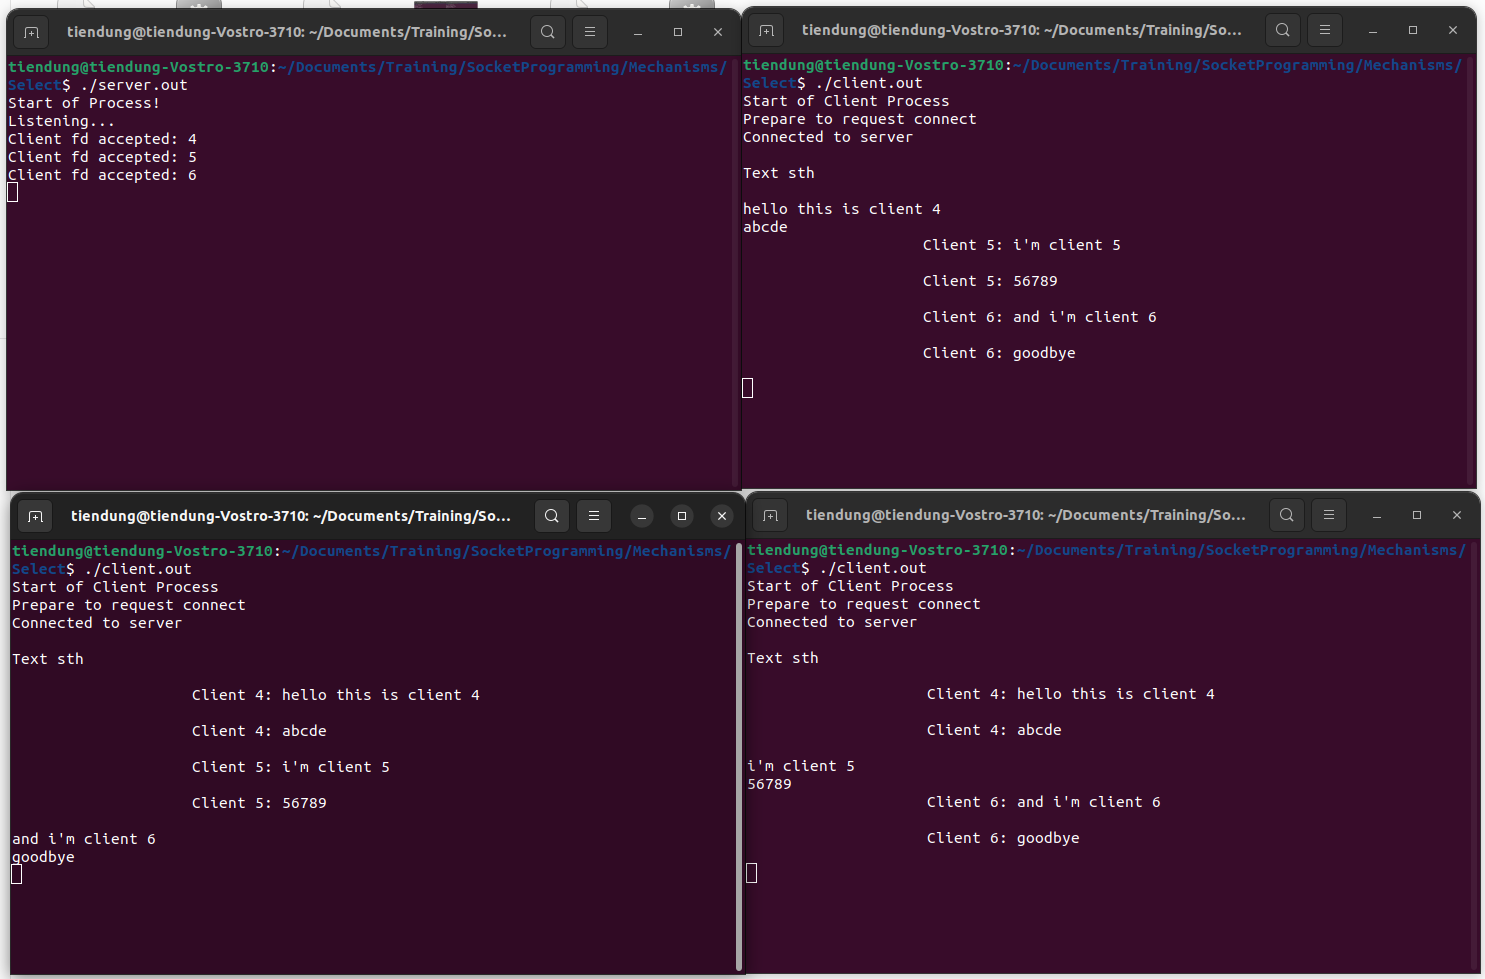 tiendung@tiendung-Vostro-3710: ~/Documents/Training/So...
tiendung@tiendung-Vostro-3710:~/Documents/Training/SocketProgramming/Mechanisms/
Select$ ./server.out
Start of Process!
Listening...
Client fd accepted: 4
Client fd accepted: 5
Client fd accepted: 6
tiendung@tiendung-Vostro-3710: ~/Documents/Training/So...
tiendung@tiendung-Vostro-3710:~/Documents/Training/SocketProgramming/Mechanisms/
Select$ ./client.out
Start of Client Process
Prepare to request connect
Connected to server
Text sth
hello this is client 4
abcde
Client 5: i'm client 5
Client 5: 56789
Client 6: and i'm client 6
Client 6: goodbye
tiendung@tiendung-Vostro-3710: ~/Documents/Training/So...
tiendung@tiendung-Vostro-3710:~/Documents/Training/SocketProgramming/Mechanisms/
Select$ ./client.out
Start of Client Process
Prepare to request connect
Connected to server
Text sth
Client 4: hello this is client 4
Client 4: abcde
Client 5: i'm client 5
Client 5: 56789
and i'm client 6
goodbye
tiendung@tiendung-Vostro-3710: ~/Documents/Training/So...
tiendung@tiendung-Vostro-3710:~/Documents/Training/SocketProgramming/Mechanisms/
Select$ ./client.out
Start of Client Process
Prepare to request connect
Connected to server
Text sth
Client 4: hello this is client 4
Client 4: abcde
i'm client 5
56789
Client 6: and i'm client 6
Client 6: goodbye